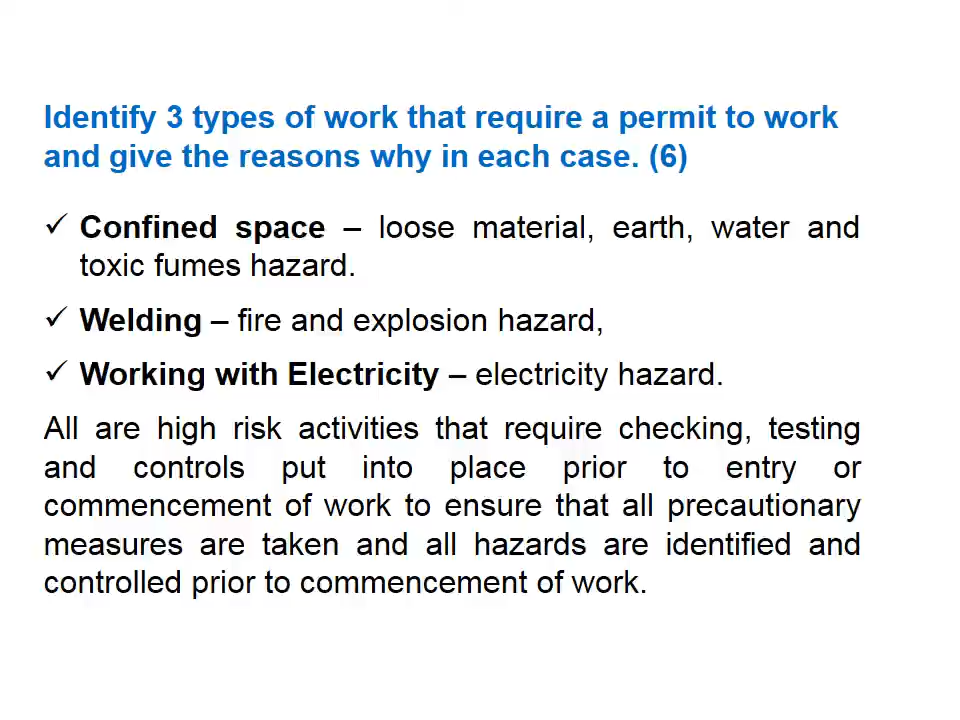 Identify 3 types of work that require a permit to work
and give the reasons why in each case. (6)
✓ Confined space – loose material, earth, water and
toxic fumes hazard.
✓ Welding – fire and explosion hazard,
✓ Working with Electricity – electricity hazard.
All are high risk activities that require checking, testing
and controls put into place prior to entry or
commencement of work to ensure that all precautionary
measures are taken and all hazards are identified and
controlled prior to commencement of work.